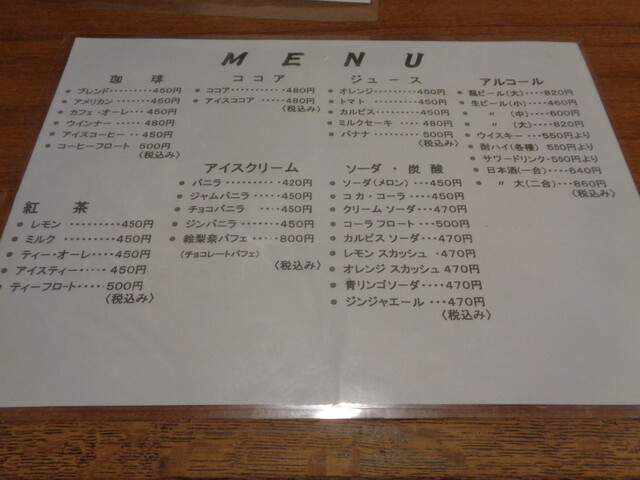 MENU
珈琲
ブレンド・・・・・・・・・450円
アメリカン・・・・・・・450円
カフェ・オーレ・・・450円
ウインナー・・・・・・480円
アイスコーヒー・・450円
コーヒーフロート 500円
(税込み)
紅茶
レモン・・・・・・・・・450円
ミルク・・・・・・・・・450円
ティー・オーレ・・・・450円
アイスティー・・・・・450円
ティーフロート・・・・・500円
(税込み)
ココア
ココア・・・・・・・・・480円
アイスココア・・・・480円
(税込み)
アイスクリーム
バニラ・・・・・・・・・420円
ジャムバニラ・・・・450円
チョコバニラ・・・・450円
ジンバニラ・・・・・450円
絵梨奈パフェ・・・・800円
(チョコレートパフェ)
(税込み)
ジュース
オレンジ・・・・・・・・450円
トマト・・・・・・・・・450円
カルピス・・・・・・・・450円
ミルクセーキ・・・・480円
バナナ・・・・・・・・500円
(税込み)
ソーダ・炭酸
ソーダ(メロン)・・・450円
コカ・コーラ・・・・450円
クリーム ソーダ・・・470円
コーラ フロート・・・500円
カルピス ソーダ・・・470円
レモン スカッシュ・470円
オレンジ スカッシュ 470円
青リンゴソーダ・・・・470円
ジンジャエール・・・470円
(税込み)
アルコール
瓶ビール(大)・・・・820円
生ビール(小)・・・・460円
〃 (中)・・・・600円
〃 (大)・・・・820円
ウイスキー・・・・550円より
酎ハイ(各種) 550円より
サワードリンク・・550円より
日本酒(一合)・・・・640円
〃 大(二合)・・・860円
(税込み)